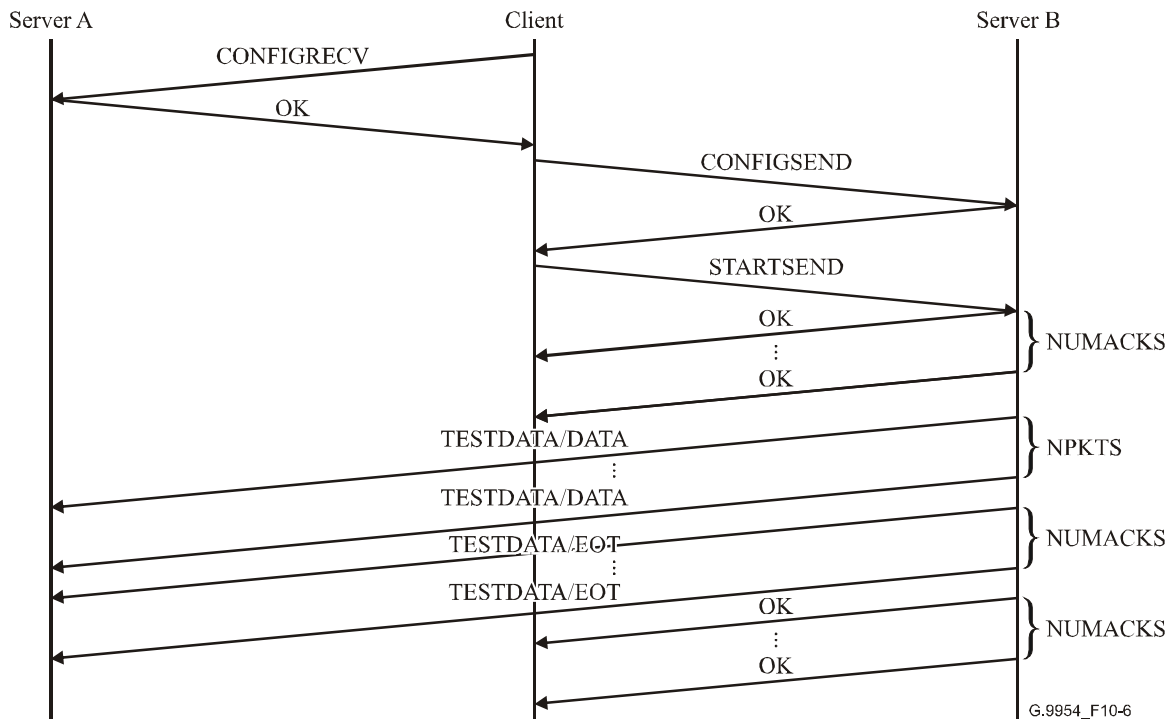 Server A Client Server B
CONFIGRECV
OK
CONFIGSEND
OK
STARTSEND
OK
NUMACKS
OK
TESTDATA/DATA
NPKTS
TESTDATA/DATA
TESTDATA/EOT
NUMACKS
TESTDATA/EOT
OK
NUMACKS
OK
G.9954_F10-6